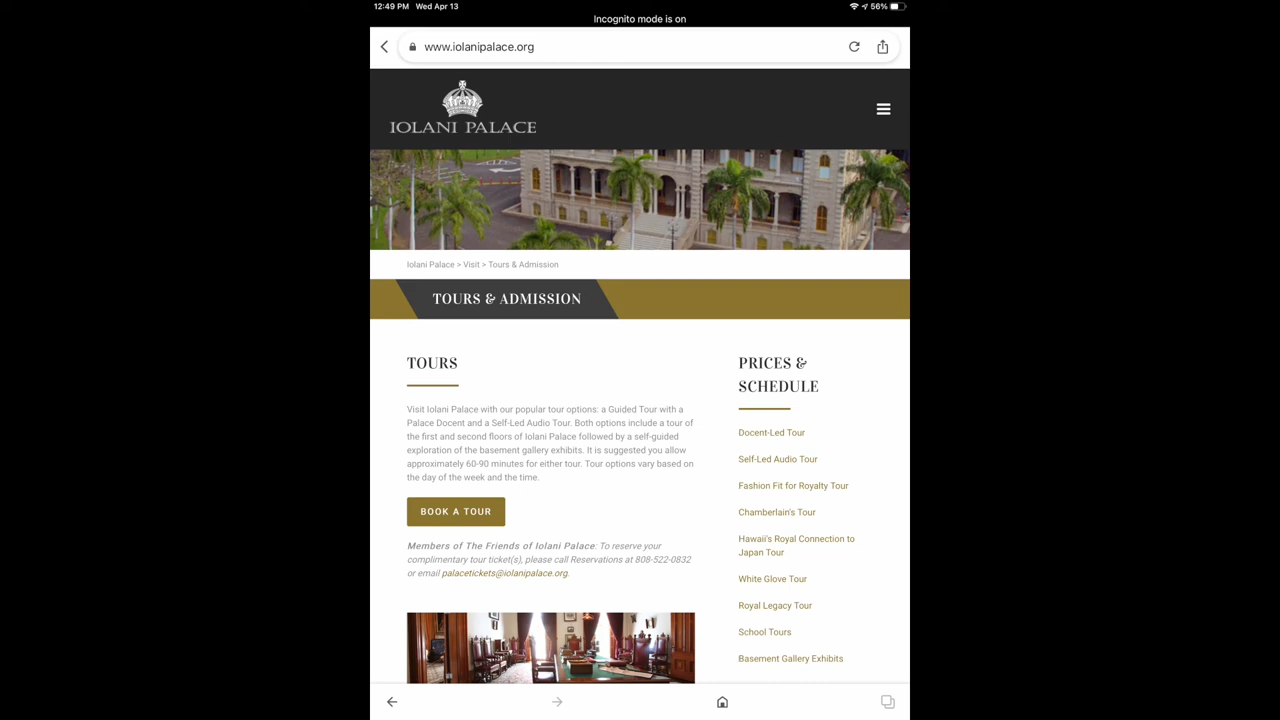 12:49 PM Wed Apr 13
56%
Incognito mode is on
www.iolanipalace.org
IOLANI PALACE
Iolani Palace > Visit > Tours & Admission
TOURS & ADMISSION
TOURS
Visit Iolani Palace with our popular tour options: a Guided Tour with a
Palace Docent and a Self-Led Audio Tour. Both options include a tour of
the first and second floors of Iolani Palace followed by a self-guided
exploration of the basement gallery exhibits. It is suggested you allow
approximately 60-90 minutes for either tour. Tour options vary based on
the day of the week and the time.
BOOK A TOUR
Members of The Friends of Iolani Palace: To reserve your
complimentary tour ticket(s), please call Reservations at 808-522-0832
or email palacetickets@iolanipalace.org.
PRICES &
SCHEDULE
Docent-Led Tour
Self-Led Audio Tour
Fashion Fit for Royalty Tour
Chamberlain's Tour
Hawaii's Royal Connection to
Japan Tour
White Glove Tour
Royal Legacy Tour
School Tours
Basement Gallery Exhibits